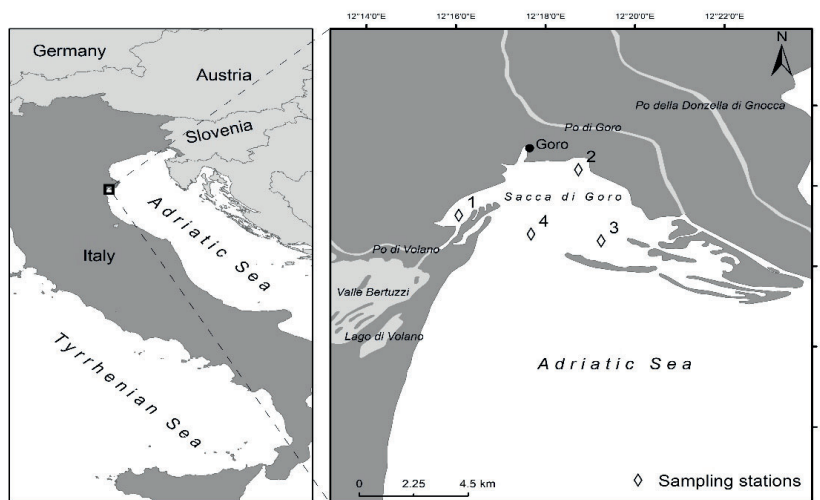 Germany
Austria
Slovenia
Adriatic Sea
Italy
Tyrrhenian Sea
12°14'0"E
12°16'0"E
12°18'0"E
12°20'0"E
12°22'0"E
N
Po della Donzella di Gnocca
Po di Goro
Goro
2
Sacca di Goro
1
4
3
Po di Volano
Valle Bertuzzi
Lago di Volano
Adriatic Sea
0 2.25 4.5 km
Sampling stations